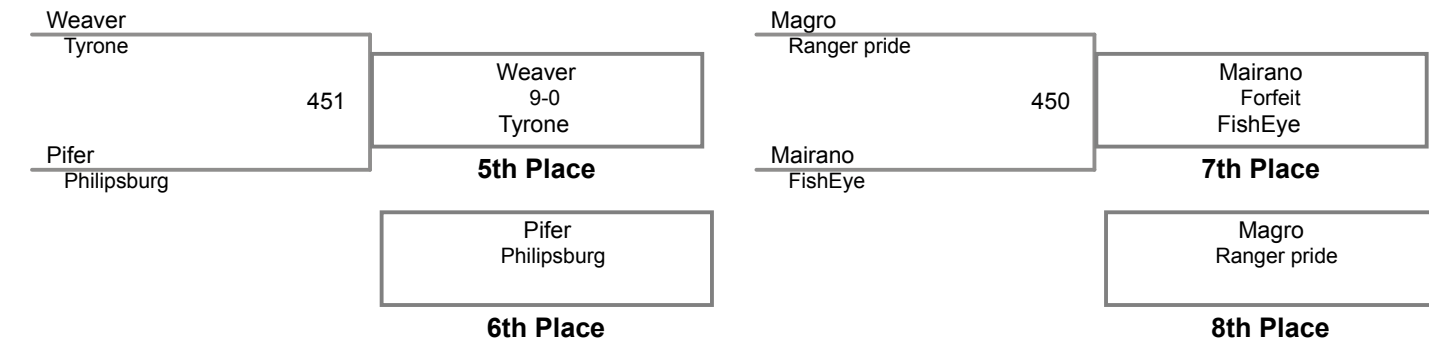 Weaver
Tyrone
451
Pifer
Philipsburg
Weaver
9-0
Tyrone
5th Place
Pifer
Philipsburg
6th Place
Magro
Ranger pride
450
Mairano
FishEye
Mairano
Forfeit
FishEye
7th Place
Magro
Ranger pride
8th Place